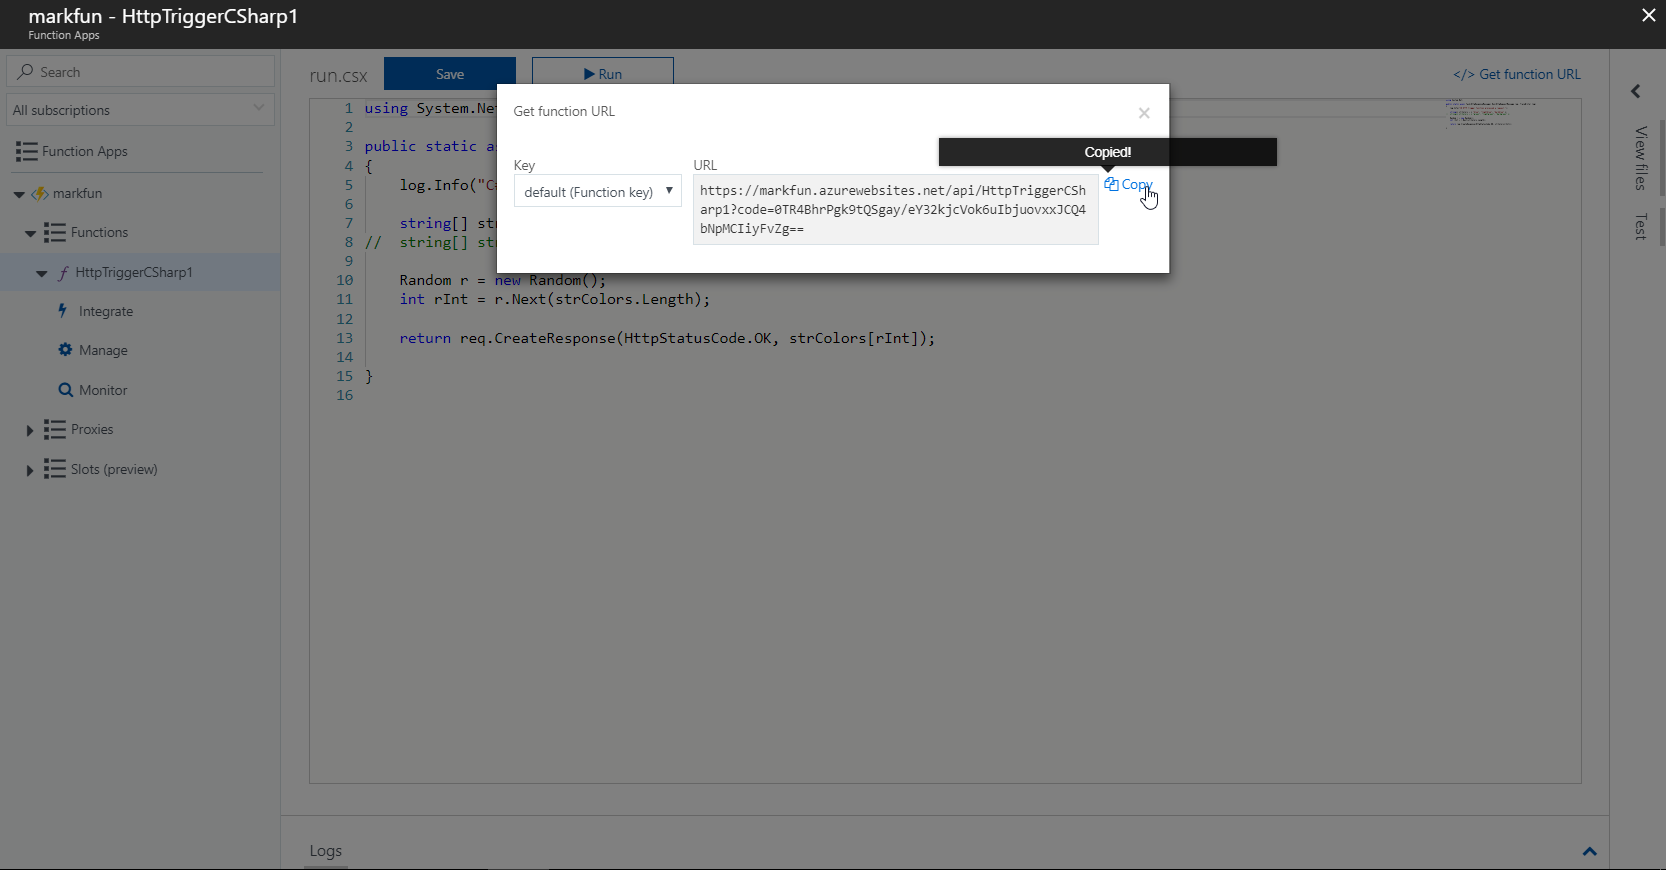 markfun - HttpTriggerCSharp1
Function Apps
Search
All subscriptions
Function Apps
markfun
Functions
HttpTriggerCSharp1
Integrate
Manage
Monitor
Proxies
Slots (preview)
run.csx
Save
Run
</> Get function URL
1 using System.Ne
2
3 public static a
4 {
5 log.Info("C
6
7 string[] st
8 // string[] st
9
10 Random r = new Random();
11 int rInt = r.Next(strColors.Length);
12
13 return req.CreateResponse(HttpStatusCode.OK, strColors[rInt]);
14
15 }
16
Get function URL
Key
default (Function key)
URL
https://markfun.azurewebsites.net/api/HttpTriggerCSh
arp1?code=0TR4BhrPgk9tQSgay/eY32kjcVok6uIbjuovxxJCQ4
bNpMCIiyFvZg==
Copied!
Copy
View files
Test
Logs